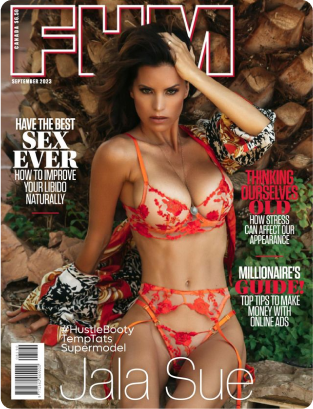 CANADA $6.50
FHM
SEPTEMBER 2023
HAVE THE BEST
SEX
EVER
HOW TO IMPROVE
YOUR LIBIDO
NATURALLY
THINKING
OURSELVES
OLD
HOW STRESS
CAN AFFECT OUR
APPEARANCE
MILLIONAIRE'S
GUIDE!
TOP TIPS TO MAKE
MONEY WITH
ONLINE ADS
#HustleBooty
TempTats
Supermodel
Jala Sue